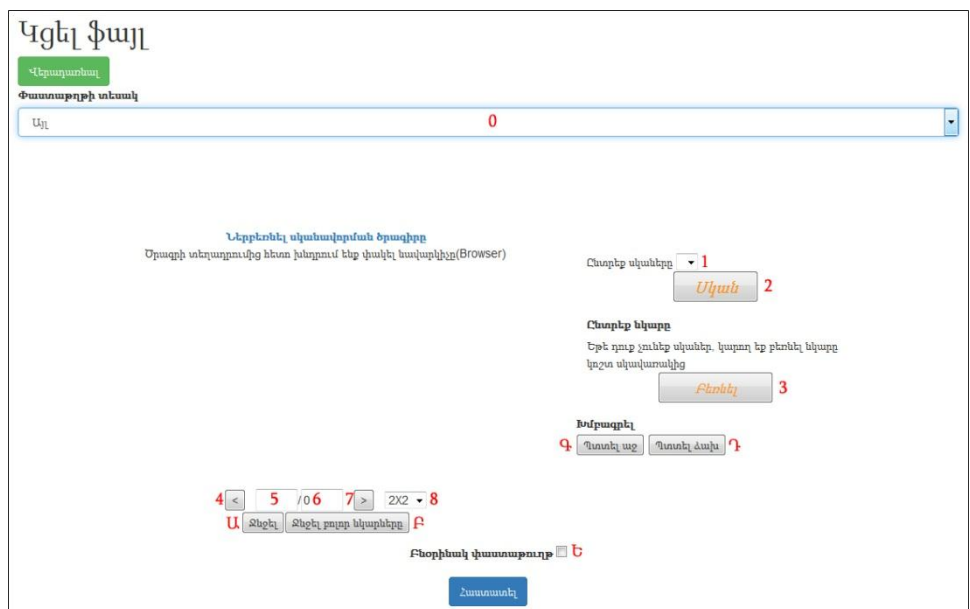 Կցել ֆայլ
Վերադառնալ
Փաստաթղթի տեսակ
Այլ 0
Ներբեռնել սկանավորման ծրագիրը
Ծրագրի տեղադրումից հետո խնդրում ենք փակել նավարկիչը(Browser)
Ընտրեք սկաները 1
Սկան 2
Ընտրեք նկարը
Եթե դուք չունեք սկաներ, կարող եք բեռնել նկարը
կոշտ սկավառակից
Բեռնել 3
Խմբագրել
Գ Պտտել աջ Պտտել ձախ Դ
4 < 5 /0 6 7 > 2X2 8
Ա Ջնջել Ջնջել բոլոր նկարները Բ
Բնօրինակ փաստաթուղթ Ե
Հաստատել